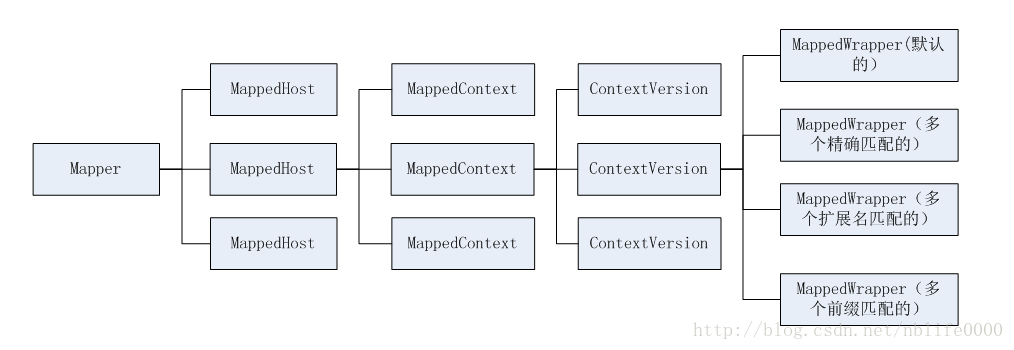 MappedWrapper(默认
的）
MappedHost
MappedContext
ContextVersion
MappedWrapper（多
个精确匹配的）
Mapper
MappedHost
MappedContext
ContextVersion
MappedWrapper（多
个扩展名匹配的）
MappedHost
MappedContext
ContextVersion
MappedWrapper（多
个前缀匹配的）
http://blog.csdn.net/nbfife0000